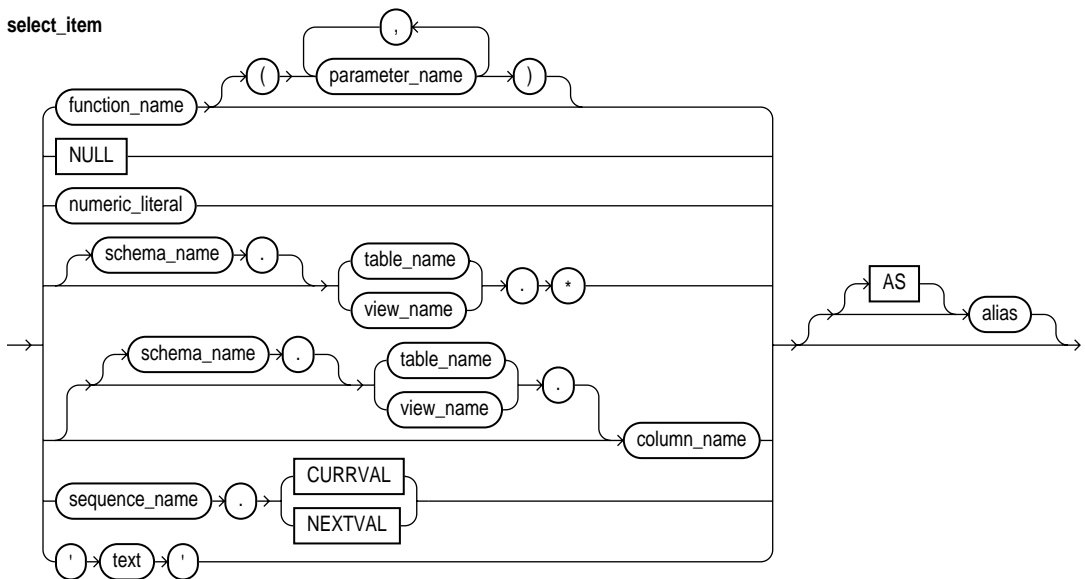 select_item
,
( parameter_name )
function_name
NULL
numeric_literal
schema_name . table_name
view_name . *
AS
alias
schema_name . table_name
view_name .
column_name
sequence_name . CURRVAL
NEXTVAL
' text '